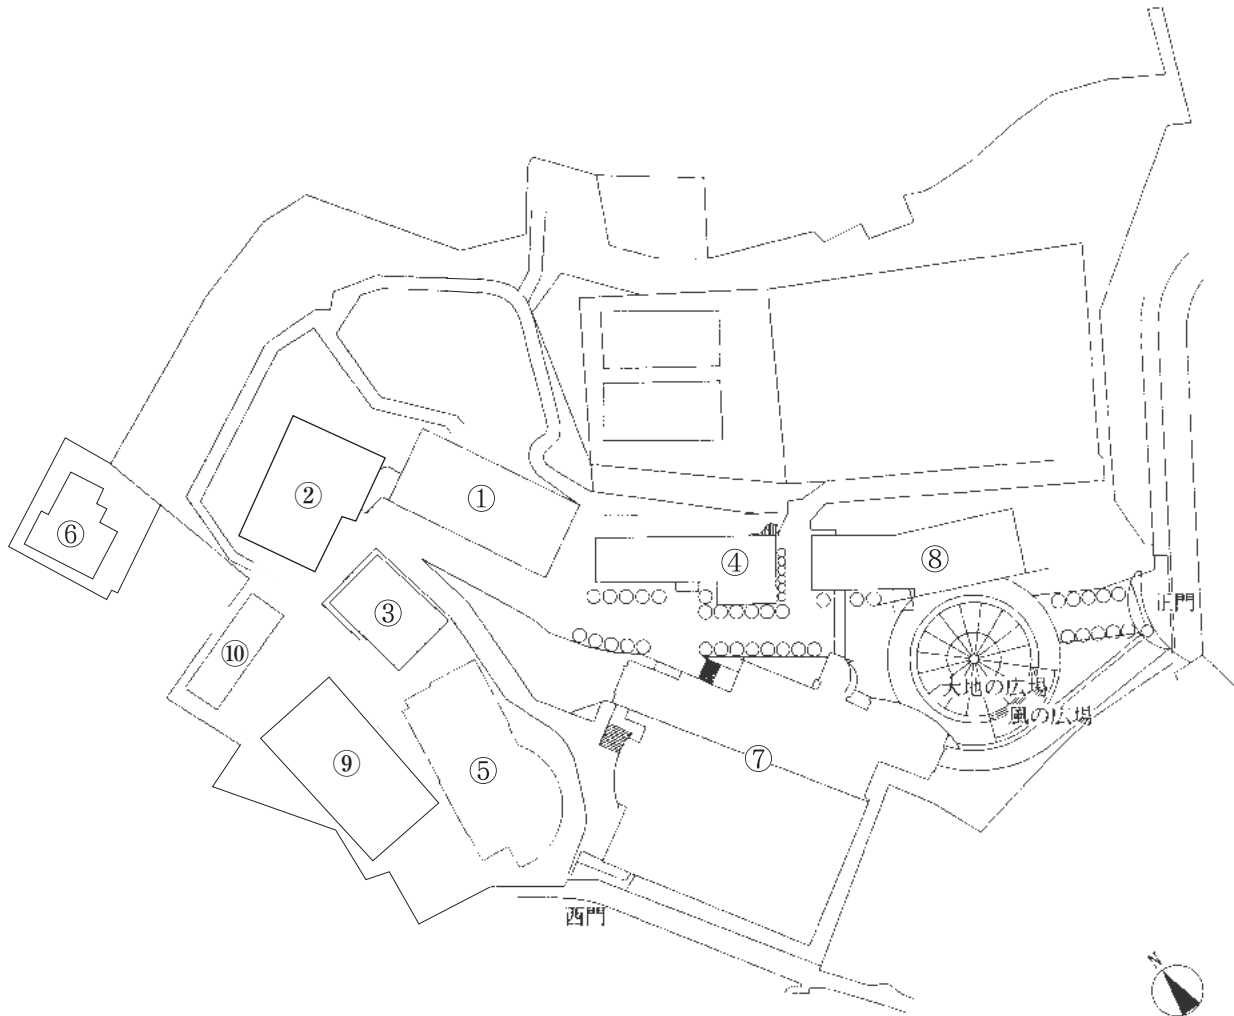 ②
①
⑥
④
⑧
③
正門
⑩
大地の広場
風の広場
⑦
⑨
⑤
西門
N